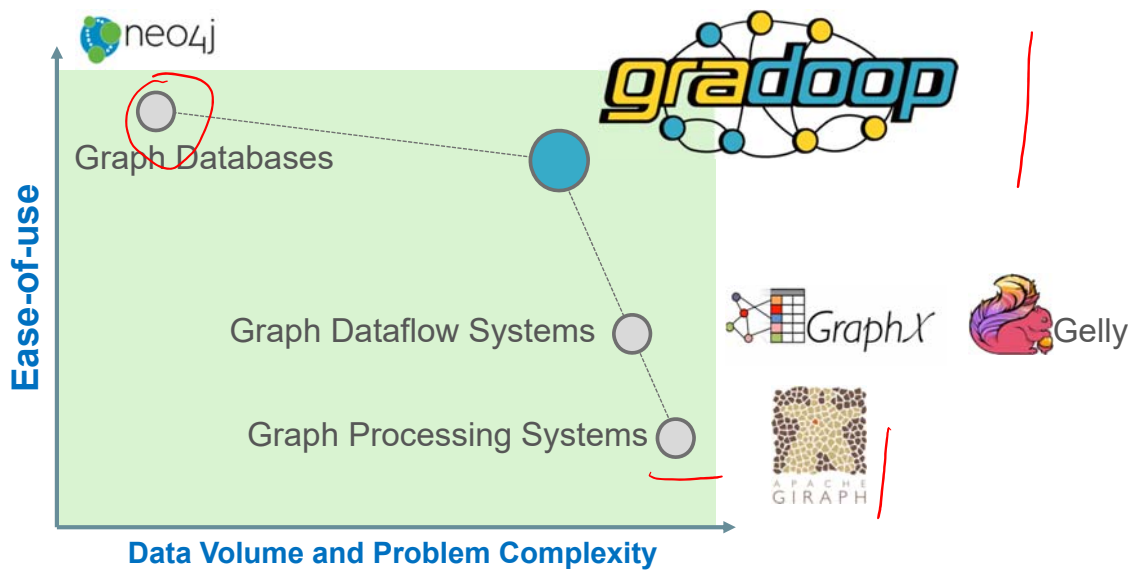 neo4j
gradoop
Graph Databases
Ease-of-use
Graph Dataflow Systems
GraphX
Gelly
Graph Processing Systems
APACHE
GIRAPH
Data Volume and Problem Complexity